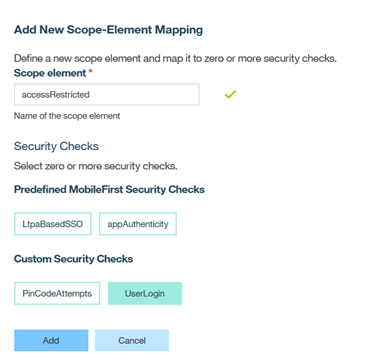 Add New Scope-Element Mapping
Define a new scope element and map it to zero or more security checks.
Scope element *
accessRestricted
Name of the scope element
Security Checks
Select zero or more security checks.
Predefined MobileFirst Security Checks
LtpaBasedSSO appAuthenticity
Custom Security Checks
PinCodeAttempts UserLogin
Add Cancel